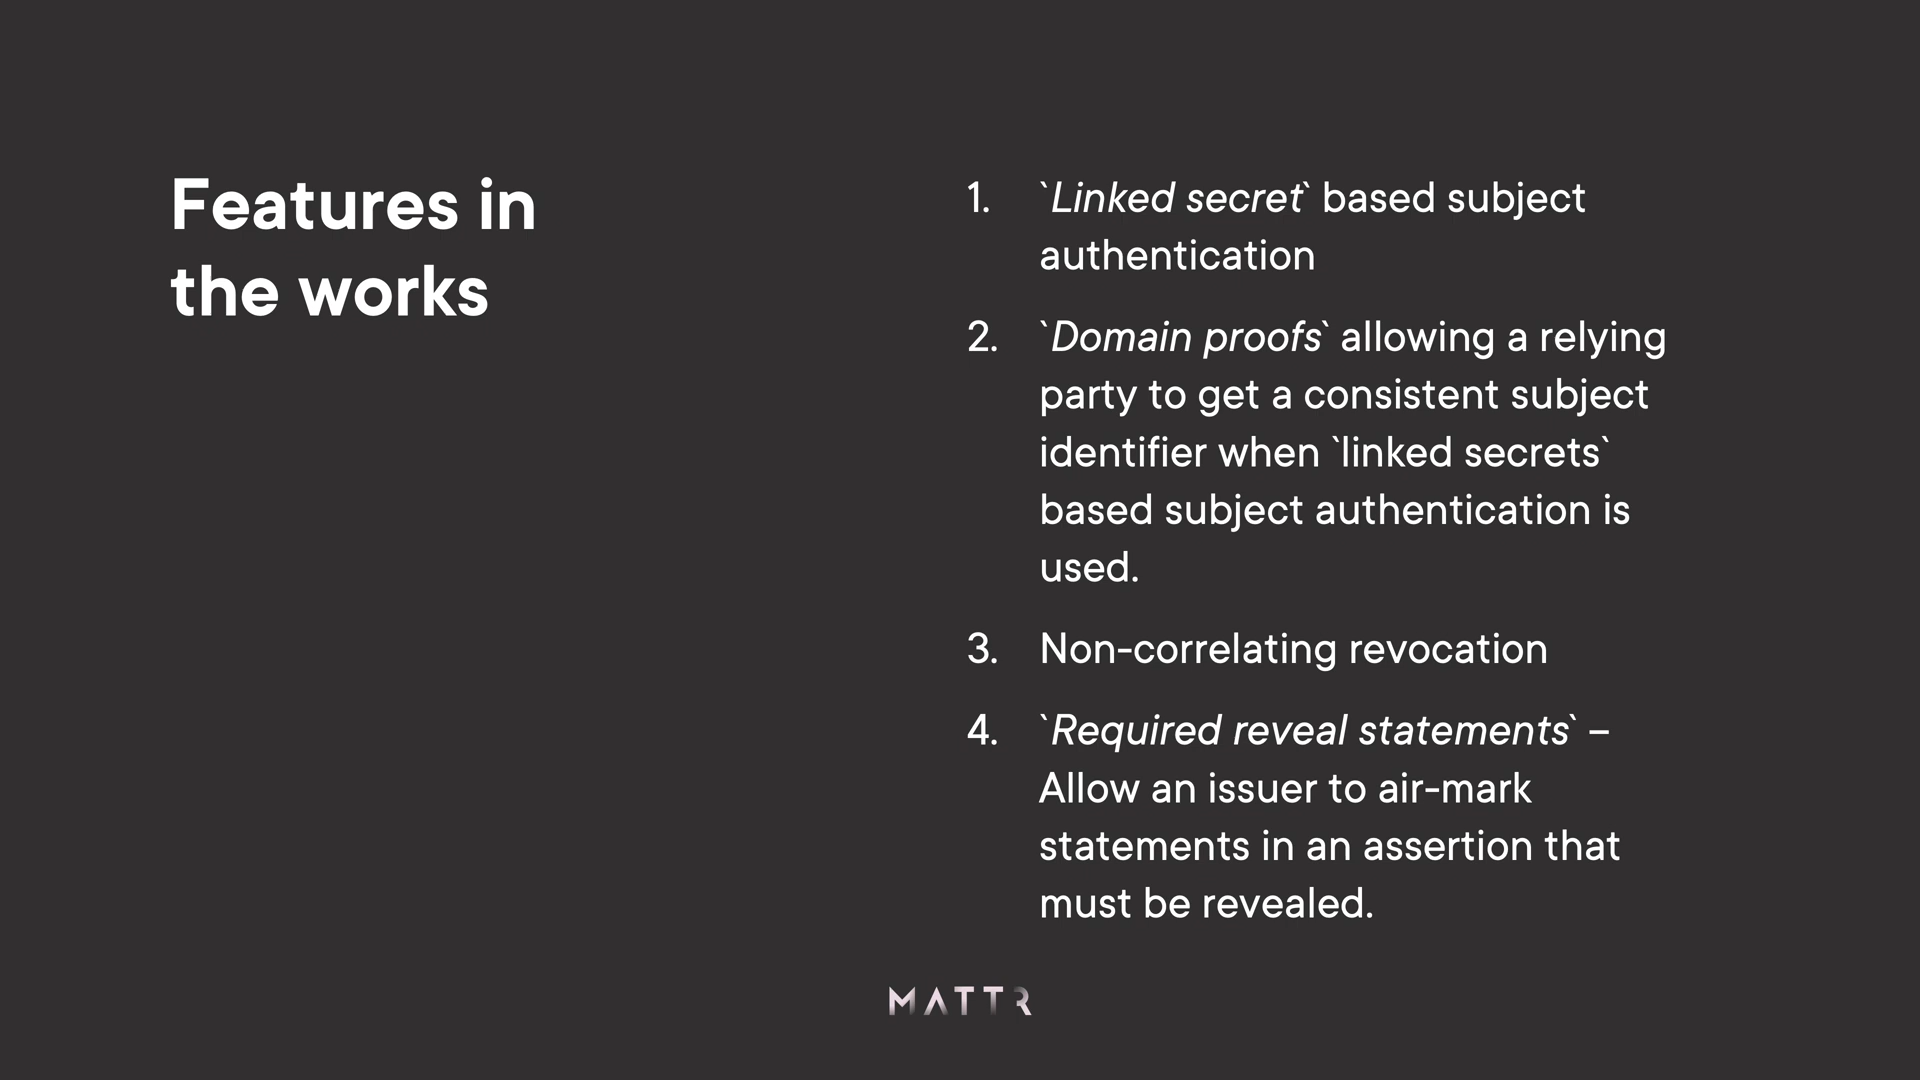 Features in
the works
1. `Linked secret` based subject
authentication
2. `Domain proofs` allowing a relying
party to get a consistent subject
identifier when `linked secrets`
based subject authentication is
used.
3. Non-correlating revocation
4. `Required reveal statements` –
Allow an issuer to air-mark
statements in an assertion that
must be revealed.
MATTR